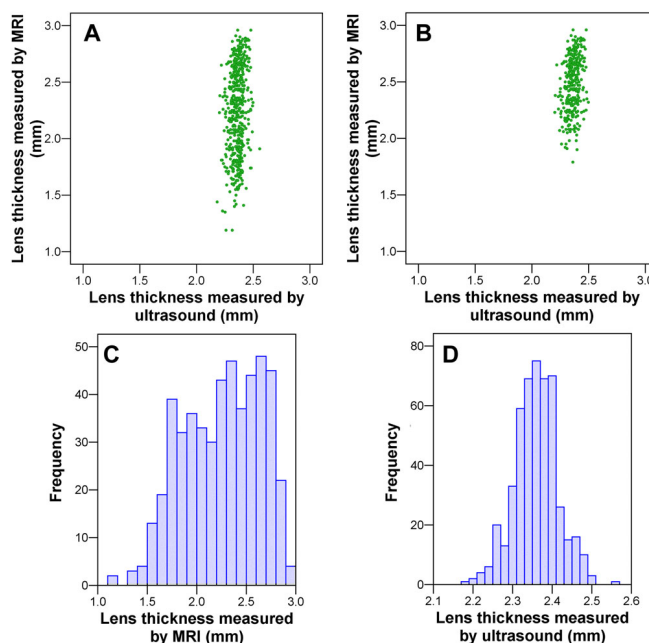 A
Lens thickness measured by MRI
(mm)
3.0
2.5
2.0
1.5
1.0
1.0
1.5
2.0
2.5
3.0
Lens thickness measured by
ultrasound (mm)
B
Lens thickness measured by MRI
(mm)
3.0
2.5
2.0
1.5
1.0
1.0
1.5
2.0
2.5
3.0
Lens thickness measured by
ultrasound (mm)
C
Frequency
50
40
30
20
10
0
1.0
1.5
2.0
2.5
3.0
Lens thickness measured
by MRI (mm)
D
Frequency
80
60
40
20
0
2.1
2.2
2.3
2.4
2.5
2.6
Lens thickness measured
by ultrasound (mm)